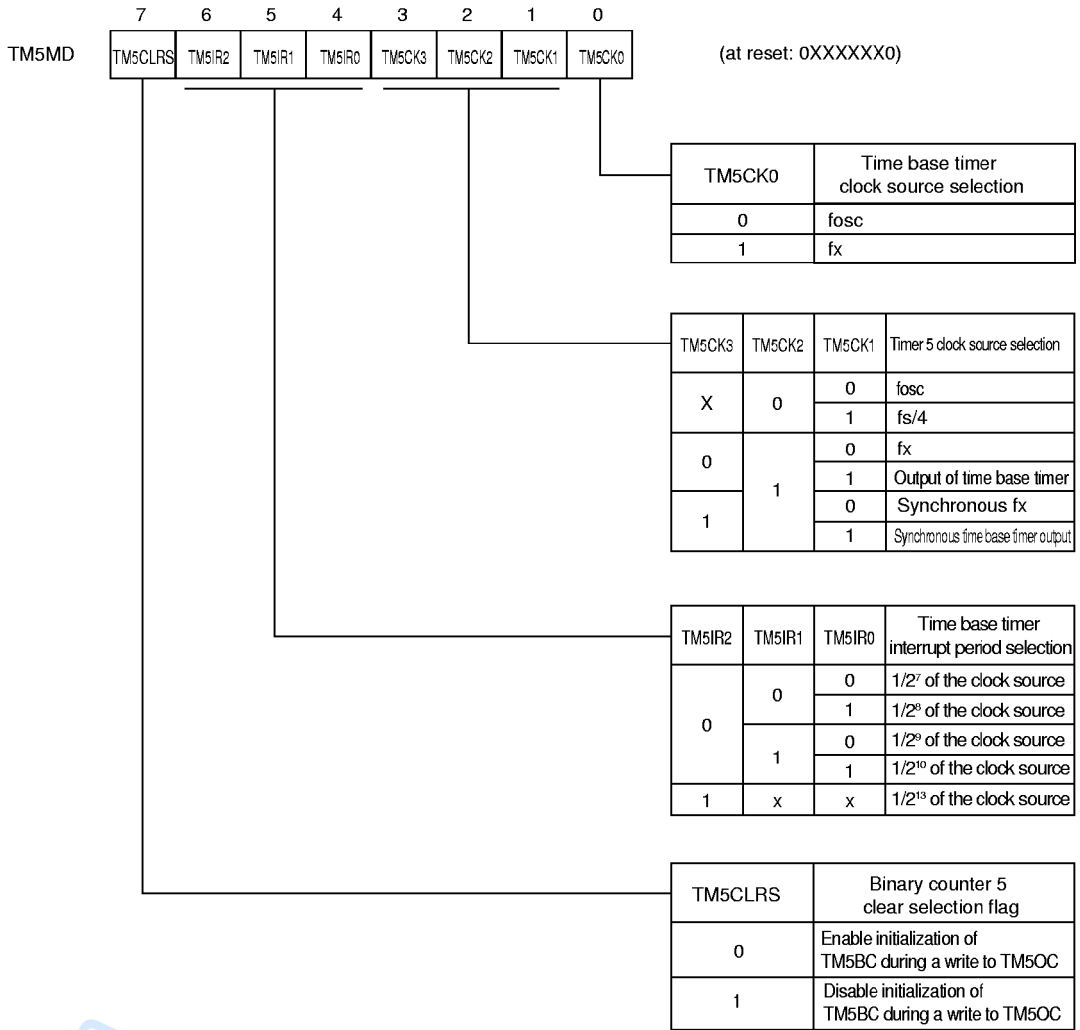 7 6 5 4 3 2 1 0
TM5MD TM5CLRS TM5IR2 TM5IR1 TM5IR0 TM5CK3 TM5CK2 TM5CK1 TM5CK0 (at reset: 0XXXXXX0)
TM5CK0 Time base timer
clock source selection
0 fosc
1 fx
TM5CK3 TM5CK2 TM5CK1 Timer 5 clock source selection
X 0 0 fosc
1 fs/4
0 1 0 fx
1 Output of time base timer
1 0 Synchronous fx
1 Synchronous time base timer output
TM5IR2 TM5IR1 TM5IR0 Time base timer
interrupt period selection
0 0 0 1/2⁷ of the clock source
1 1/2⁸ of the clock source
1 0 1/2⁹ of the clock source
1 1/2¹⁰ of the clock source
1 x x 1/2¹³ of the clock source
TM5CLRS Binary counter 5
clear selection flag
0 Enable initialization of
TM5BC during a write to TM5OC
1 Disable initialization of
TM5BC during a write to TM5OC